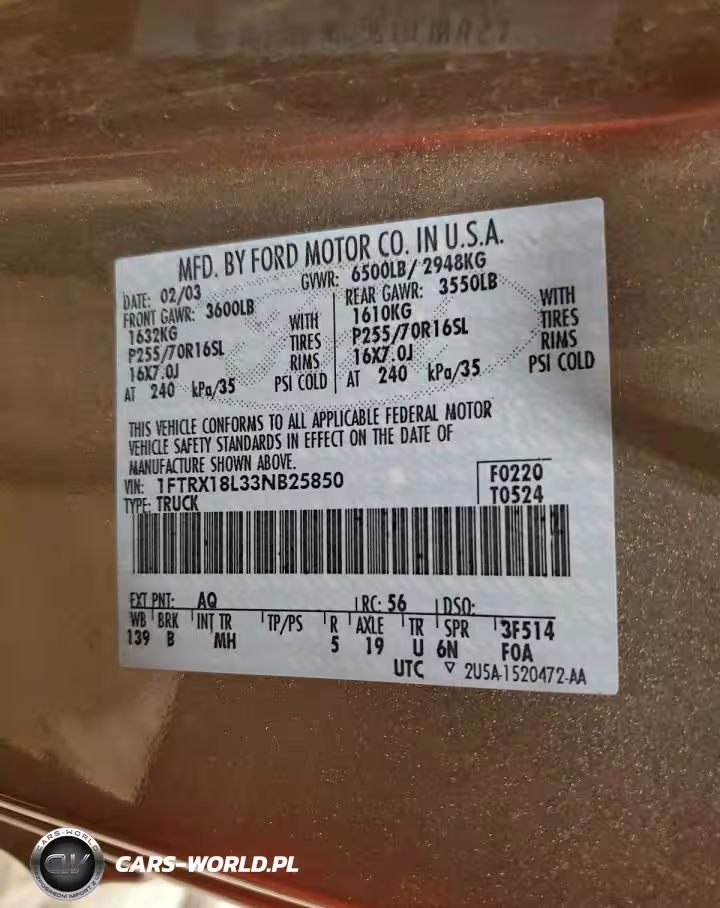 MFD. BY FORD MOTOR CO. IN U.S.A.
DATE: 02/03 GVWR: 6500LB/ 2948KG
FRONT GAWR: 3600LB REAR GAWR: 3550LB
1632KG WITH 1610KG WITH
P255/70R16SL TIRES P255/70R16SL TIRES
16X7.0J RIMS 16X7.0J RIMS
AT 240 kPa/35 PSI COLD AT 240 kPa/35 PSI COLD
THIS VEHICLE CONFORMS TO ALL APPLICABLE FEDERAL MOTOR
VEHICLE SAFETY STANDARDS IN EFFECT ON THE DATE OF
MANUFACTURE SHOWN ABOVE.
VIN: 1FTRX18L33NB25850 F0220
TYPE: TRUCK T0524
EXT PNT: AQ RC: 56 DSO:
WB BRK INT TR TP/PS R AXLE TR SPR 3F514
139 B MH 5 19 U 6N F0A
UTC ▽ 2U5A-1520472-AA
CARS-WORLD
CW
CARS-WORLD.PL